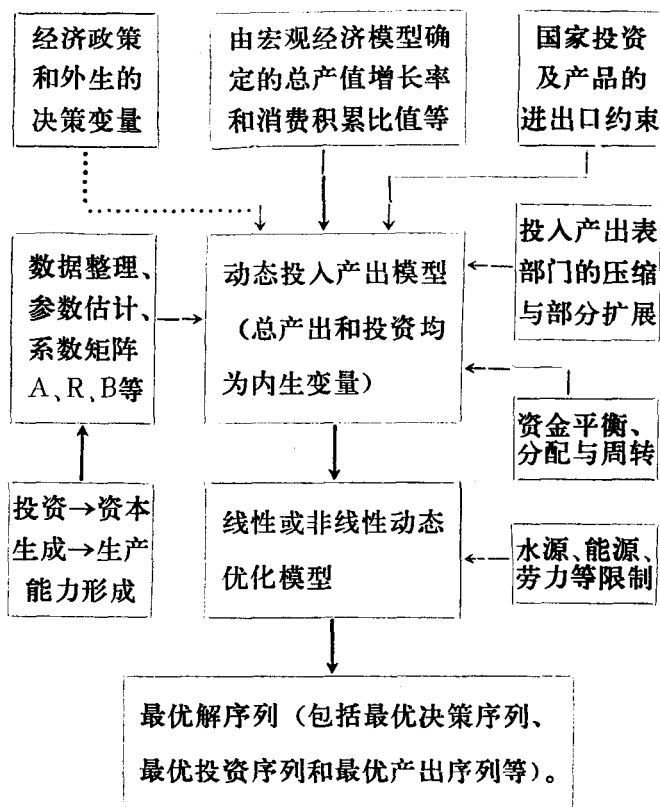 经济政策
和外生的
决策变量
由宏观经济模型确
定的总产值增长率
和消费积累比值等
国家投资
及产品的
进出口约束
数据整理、
参数估计、
系数矩阵
A、R、B等
动态投入产出模型
（总产出和投资均
为内生变量）
投入产出表
部门的压缩
与部分扩展
资金平衡、
分配与周转
投资→资本
生成→生产
能力形成
线性或非线性动态
优化模型
水源、能源、
劳力等限制
最优解序列（包括最优决策序列、
最优投资序列和最优产出序列等）。